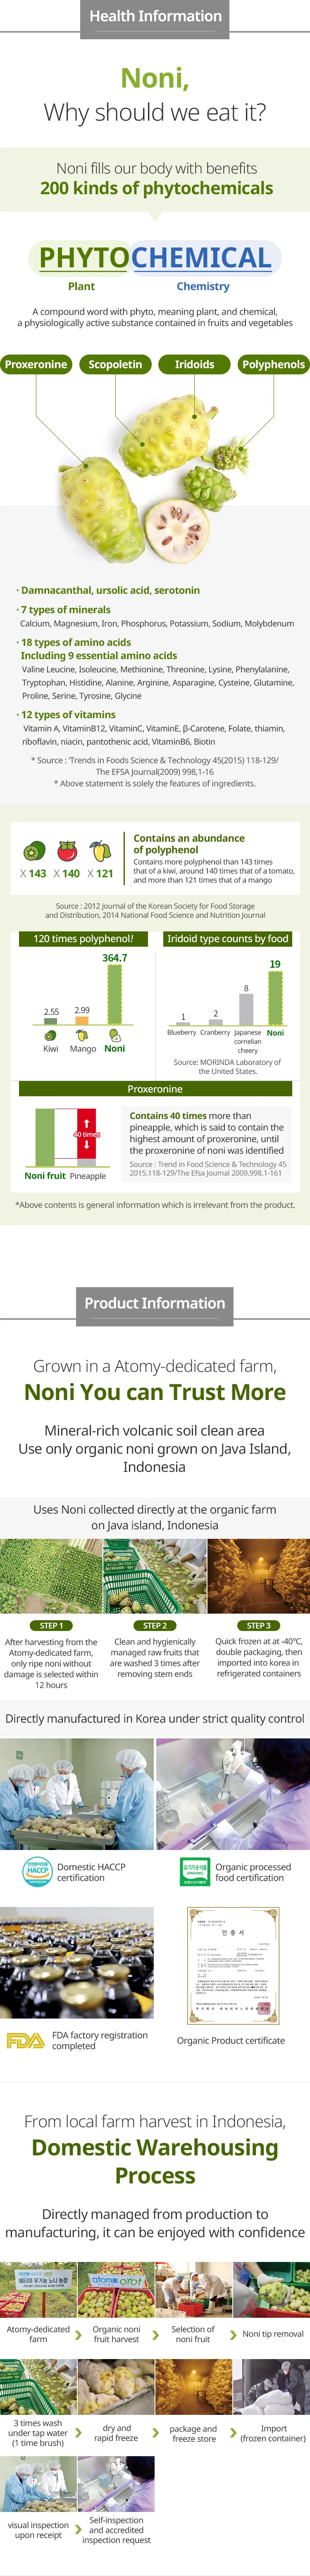 Health Information
Noni,
Why should we eat it?
Noni fills our body with benefits
200 kinds of phytochemicals
PHYTOCHEMICAL
Plant
Chemistry
A compound word with phyto, meaning plant, and chemical,
a physiologically active substance contained in fruits and vegetables
Proxeronine
Scopoletin
Iridoids
Polyphenols
· Damnacanthal, ursolic acid, serotonin
· 7 types of minerals
Calcium, Magnesium, Iron, Phosphorus, Potassium, Sodium, Molybdenum
· 18 types of amino acids
Including 9 essential amino acids
Valine Leucine, Isoleucine, Methionine, Threonine, Lysine, Phenylalanine,
Tryptophan, Histidine, Alanine, Arginine, Asparagine, Cysteine, Glutamine,
Proline, Serine, Tyrosine, Glycine
· 12 types of vitamins
Vitamin A, VitaminB12, VitaminC, VitaminE, β-Carotene, Folate, thiamin,
riboflavin, niacin, pantothenic acid, VitaminB6, Biotin
* Source : 'Trends in Foods Science & Technology 45(2015) 118-129/
The EFSA Journal(2009) 998,1-16
* Above statement is solely the features of ingredients.
X 143
X 140
X 121
Contains an abundance
of polyphenol
Contains more polyphenol than 143 times
that of a kiwi, around 140 times that of a tomato,
and more than 121 times that of a mango
Source : 2012 Journal of the Korean Society for Food Storage
and Distribution, 2014 National Food Science and Nutrition Journal
120 times polyphenol!
364.7
2.55
2.99
Kiwi
Mango
Noni
Iridoid type counts by food
19
8
2
1
Blueberry
Cranberry
Japanese
cornelian
cheery
Noni
Source: MORINDA Laboratory of
the United States.
Proxeronine
40 times
Noni fruit
Pineapple
Contains 40 times more than
pineapple, which is said to contain the
highest amount of proxeronine, until
the proxeronine of noni was identified
Source : Trend in Food Science & Technology 45
2015.118-129/The Efsa Journal 2009.998.1-161
*Above contents is general information which is irrelevant from the product.
Product Information
Grown in a Atomy-dedicated farm,
Noni You can Trust More
Mineral-rich volcanic soil clean area
Use only organic noni grown on Java Island,
Indonesia
Uses Noni collected directly at the organic farm
on Java island, Indonesia
STEP 1
After harvesting from the
Atomy-dedicated farm,
only ripe noni without
damage is selected within
12 hours
STEP 2
Clean and hygienically
managed raw fruits that
are washed 3 times after
removing stem ends
STEP 3
Quick frozen at at -40℃,
double packaging, then
imported into korea in
refrigerated containers
Directly manufactured in Korea under strict quality control
HACCP
Domestic HACCP
certification
유기가공식품
ORGANIC
Organic processed
food certification
FDA
FDA factory registration
completed
인 증 서
Organic Product certificate
From local farm harvest in Indonesia,
Domestic Warehousing
Process
Directly managed from production to
manufacturing, it can be enjoyed with confidence
Atomy-dedicated
farm
atom美 orot
Organic noni
fruit harvest
Selection of
noni fruit
Noni tip removal
3 times wash
under tap water
(1 time brush)
dry and
rapid freeze
package and
freeze store
Import
(frozen container)
visual inspection
upon receipt
Self-inspection
and accredited
inspection request